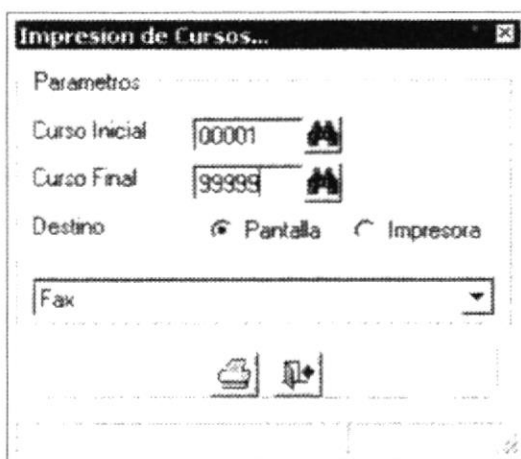 Impresion de Cursos...
Parametros
Curso Inicial 00001
Curso Final 99999
Destino Pantalla Impresora
Fax